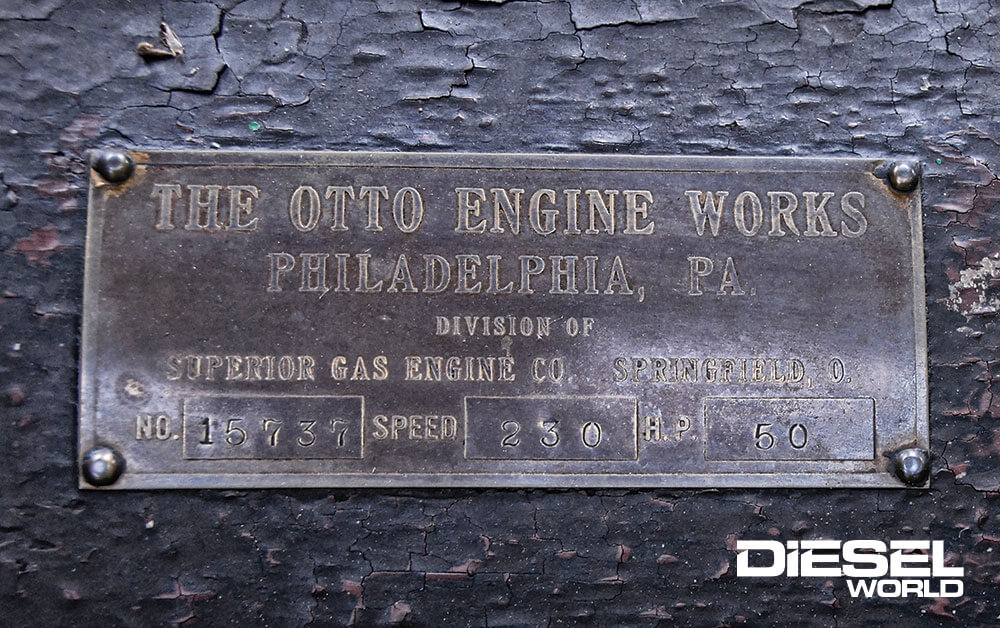 THE OTTO ENGINE WORKS
PHILADELPHIA, PA.
DIVISION OF
SUPERIOR GAS ENGINE CO. SPRINGFIELD, O.
NO. 15737 SPEED 230 H.P. 50
DIESEL
WORLD